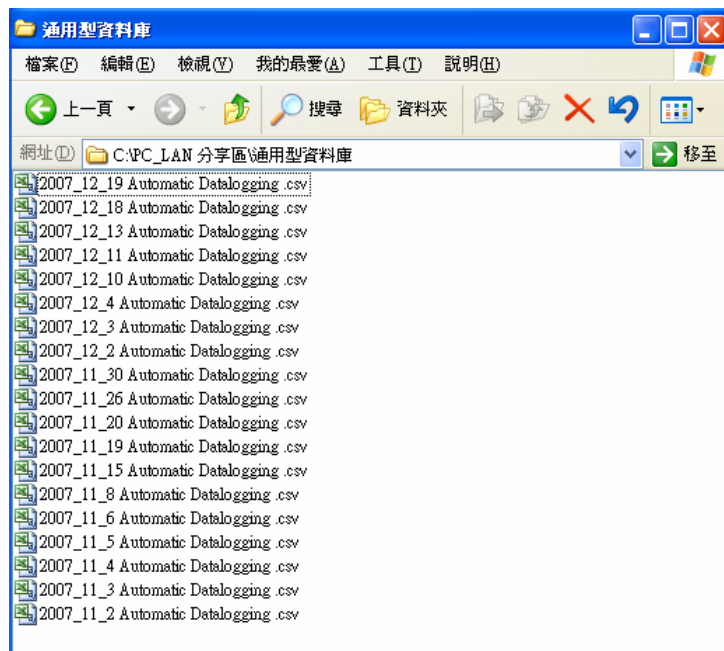 通用型資料庫
檔案(F) 編輯(E) 檢視(V) 我的最愛(A) 工具(T) 說明(H)
上一頁 搜尋 資料夾
網址(D) C:\PC_LAN 分享區\通用型資料庫 移至
2007_12_19 Automatic Datalogging .csv
2007_12_18 Automatic Datalogging .csv
2007_12_13 Automatic Datalogging .csv
2007_12_11 Automatic Datalogging .csv
2007_12_10 Automatic Datalogging .csv
2007_12_4 Automatic Datalogging .csv
2007_12_3 Automatic Datalogging .csv
2007_12_2 Automatic Datalogging .csv
2007_11_30 Automatic Datalogging .csv
2007_11_26 Automatic Datalogging .csv
2007_11_20 Automatic Datalogging .csv
2007_11_19 Automatic Datalogging .csv
2007_11_15 Automatic Datalogging .csv
2007_11_8 Automatic Datalogging .csv
2007_11_6 Automatic Datalogging .csv
2007_11_5 Automatic Datalogging .csv
2007_11_4 Automatic Datalogging .csv
2007_11_3 Automatic Datalogging .csv
2007_11_2 Automatic Datalogging .csv